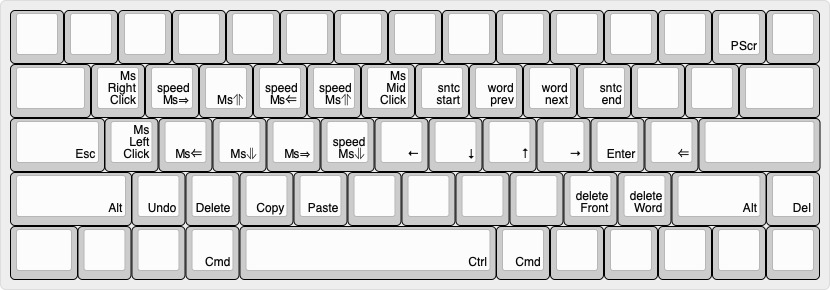 PScr
Ms
Right
Click
speed
Ms⇒
Ms⇑
speed
Ms⇐
speed
Ms⇑
Ms
Mid
Click
sntc
start
word
prev
word
next
sntc
end
Esc
Ms
Left
Click
Ms⇐
Ms⇓
Ms⇒
speed
Ms⇓
←
↓
↑
→
Enter
⇐
Alt
Undo
Delete
Copy
Paste
delete
Front
delete
Word
Alt
Del
Cmd
Ctrl
Cmd